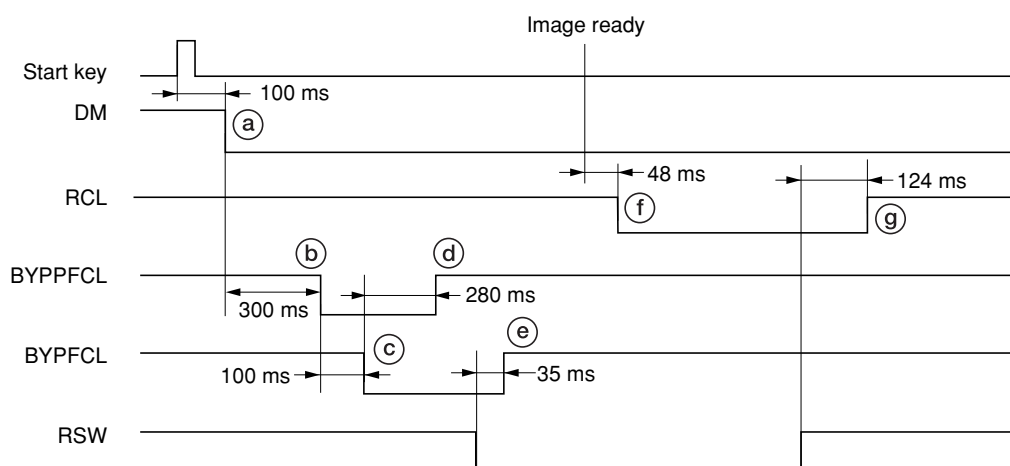 Image ready
Start key
100 ms
DM
a
48 ms
124 ms
RCL
f
g
b
d
BYPPFCL
300 ms
280 ms
e
BYPFCL
c
100 ms
35 ms
RSW